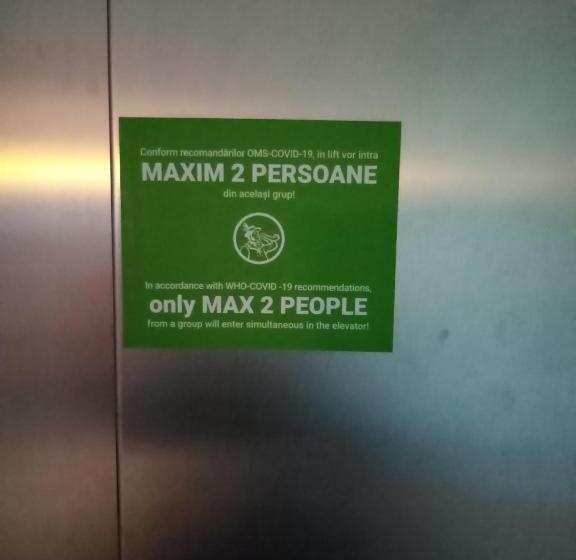 Conform recomandărilor OMS-COVID-19, în lift vor intra
MAXIM 2 PERSOANE
din același grup!
In accordance with WHO-COVID -19 recommendations,
only MAX 2 PEOPLE
from a group will enter simultaneous in the elevator!